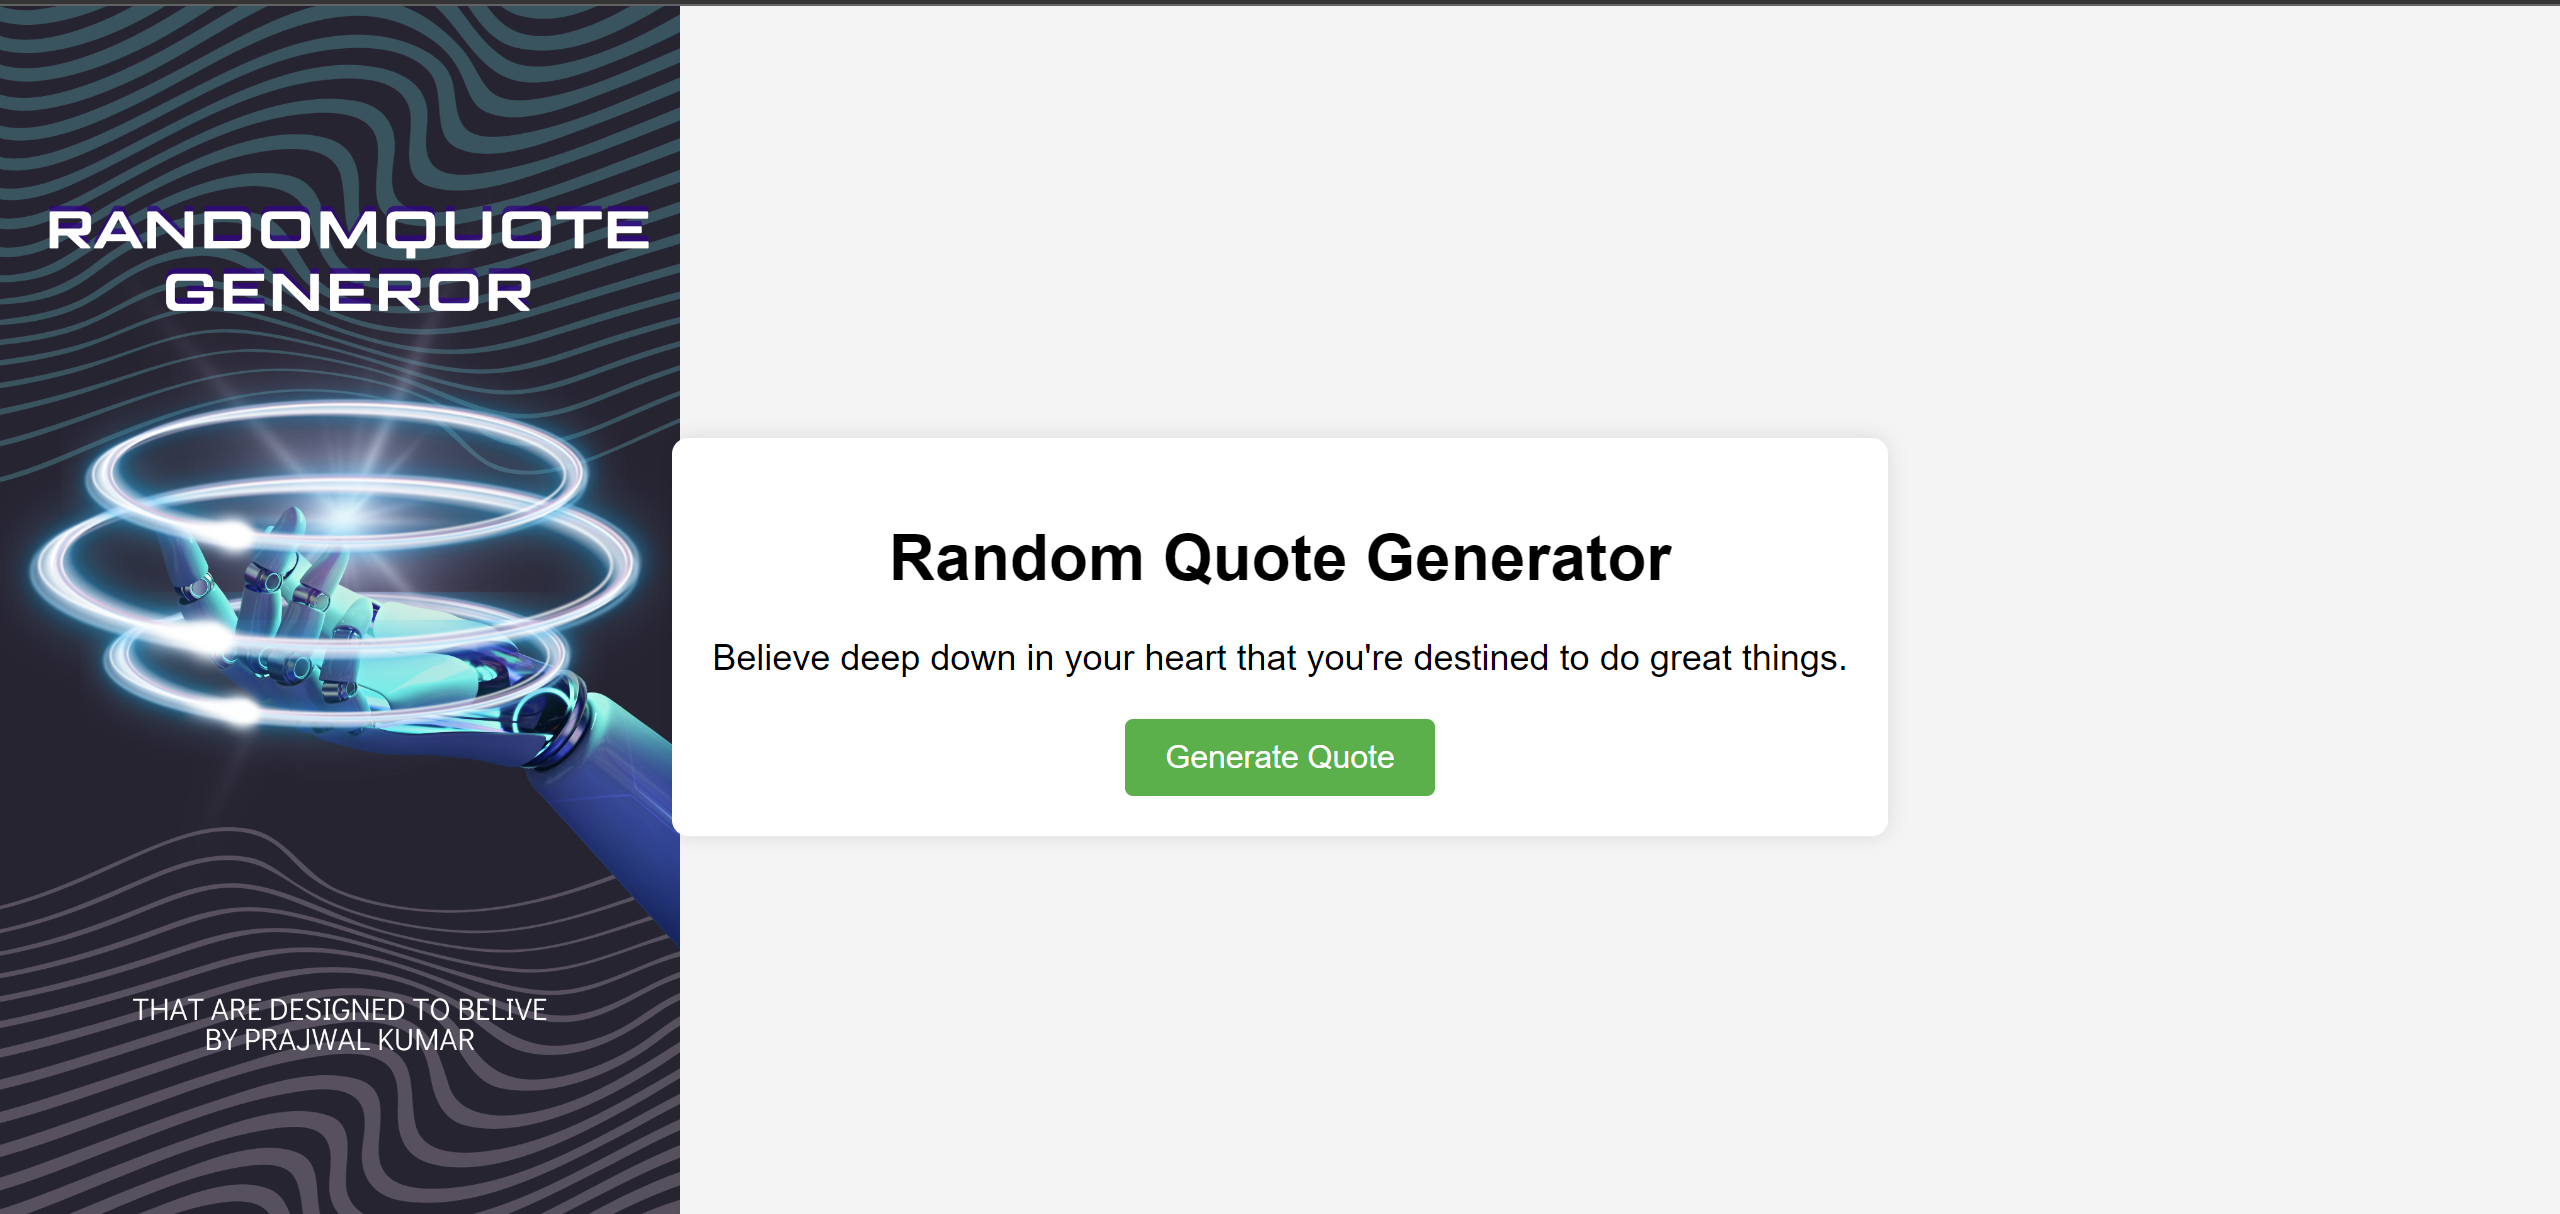 RANDOMQUOTE
GENEROR
THAT ARE DESIGNED TO BELIVE
BY PRAJWAL KUMAR
Random Quote Generator
Believe deep down in your heart that you're destined to do great things.
Generate Quote